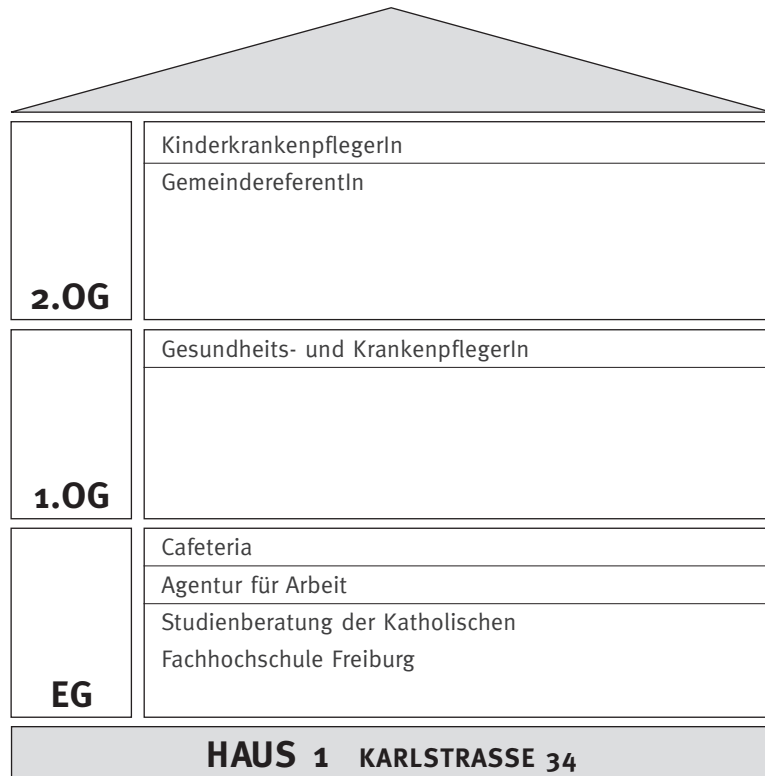 KinderkrankenpflegerIn
GemeindereferentIn
2.OG
Gesundheits- und KrankenpflegerIn
1.OG
Cafeteria
Agentur für Arbeit
Studienberatung der Katholischen
Fachhochschule Freiburg
EG
HAUS 1 KARLSTRASSE 34